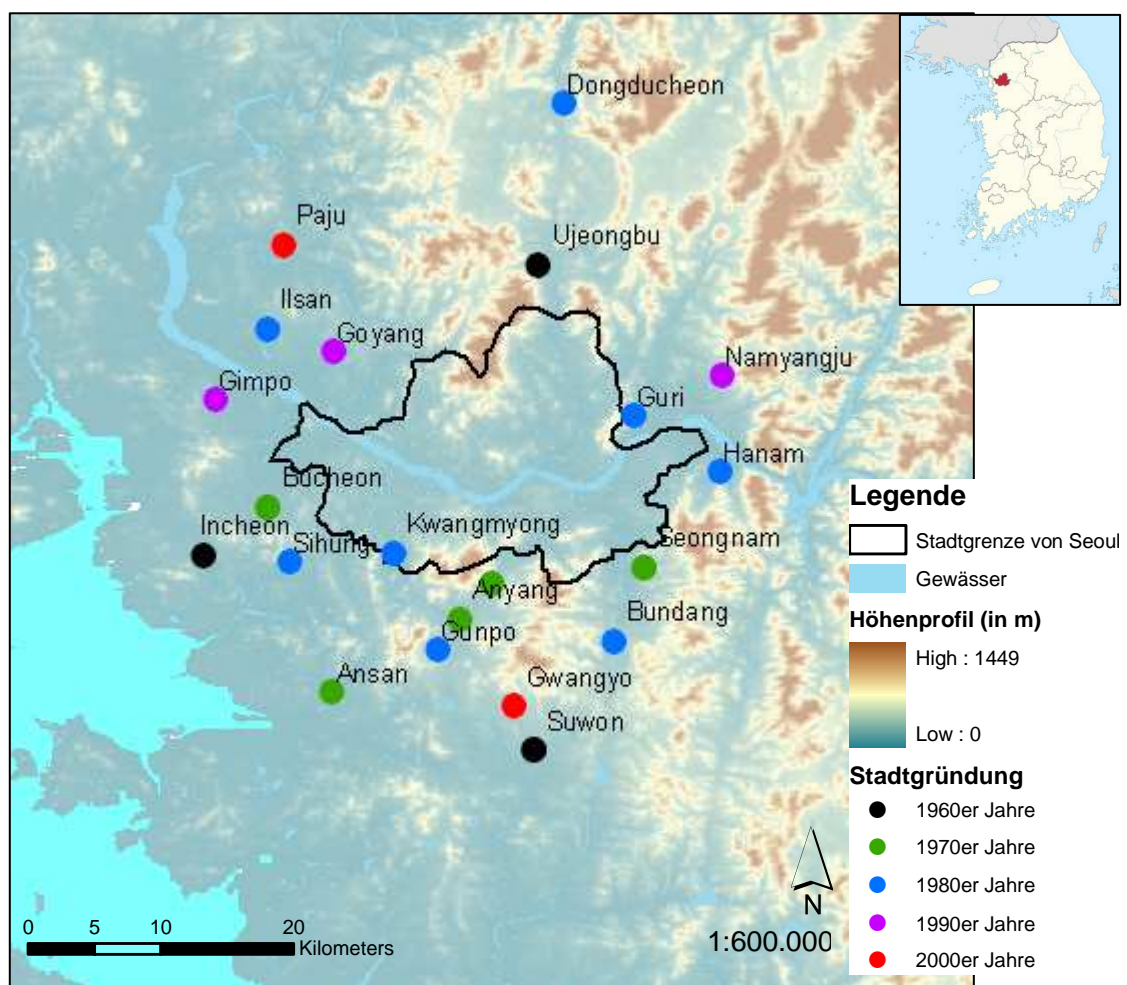 Dongducheon
Paju
Ujeongbu
Ilsan
Goyang
Gimpo
Namyangju
Guri
Hanam
Bucheon
Incheon
Kwangmyong
Sihung
Seongnam
Anyang
Bundang
Gunpo
Ansan
Gwangyo
Suwon
0 5 10 20
Kilometers
N
1:600.000
Legende
Stadtgrenze von Seoul
Gewässer
Höhenprofil (in m)
High : 1449
Low : 0
Stadtgründung
1960er Jahre
1970er Jahre
1980er Jahre
1990er Jahre
2000er Jahre